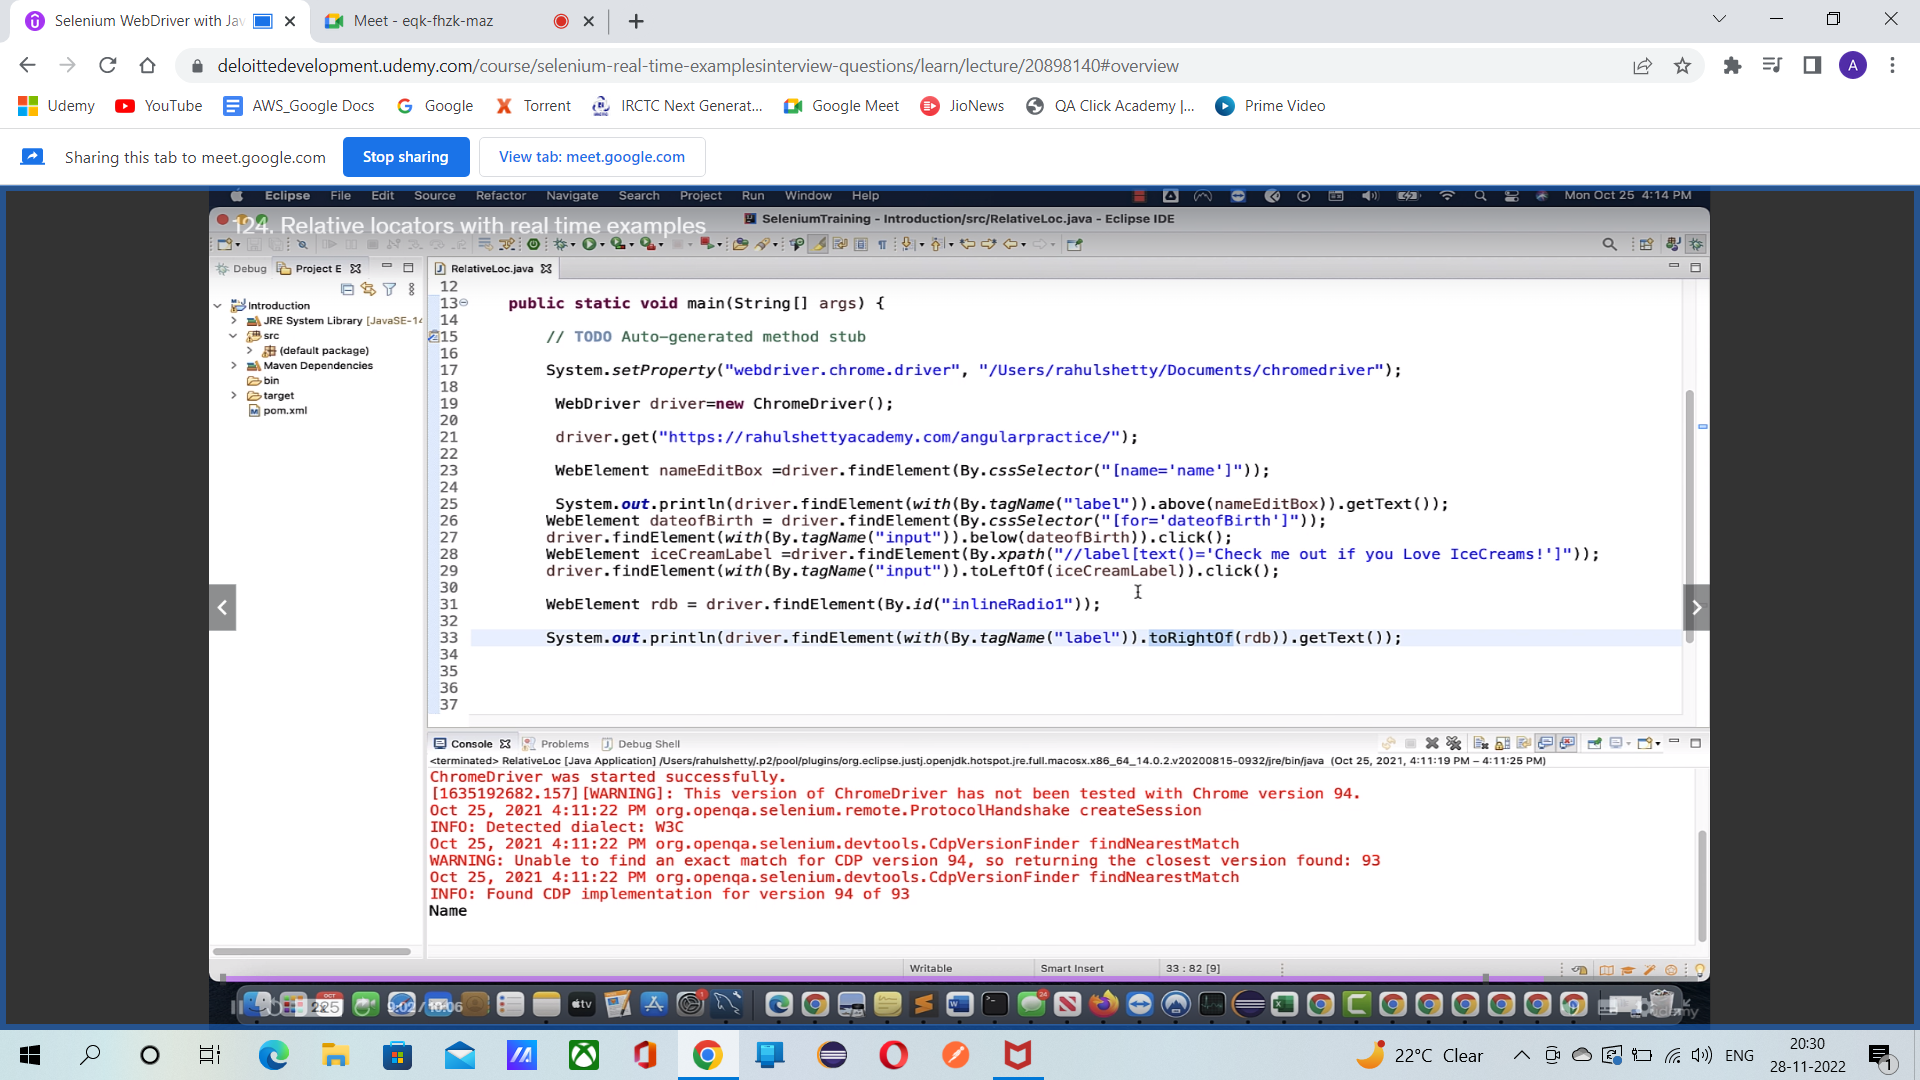 Selenium WebDriver with Jav
Meet - eqk-fhzk-maz
deloittedevelopment.udemy.com/course/selenium-real-time-examplesinterview-questions/learn/lecture/20898140#overview
A
Udemy YouTube AWS_Google Docs Google Torrent IRCTC Next Generat... Google Meet JioNews QA Click Academy |... Prime Video
Sharing this tab to meet.google.com Stop sharing View tab: meet.google.com
Eclipse File Edit Source Refactor Navigate Search Project Run Window Help Mon Oct 25 4:14 PM
124. Relative locators with real time examples
SeleniumTraining - Introduction/src/RelativeLoc.java - Eclipse IDE
Debug Project E RelativeLoc.java
Introduction
JRE System Library [JavaSE-14
src
(default package)
Maven Dependencies
bin
target
pom.xml
12
13 public static void main(String[] args) {
14
15 // TODO Auto-generated method stub
16
17 System.setProperty("webdriver.chrome.driver", "/Users/rahulshetty/Documents/chromedriver");
18
19 WebDriver driver=new ChromeDriver();
20
21 driver.get("https://rahulshettyacademy.com/angularpractice/");
22
23 WebElement nameEditBox =driver.findElement(By.cssSelector("[name='name']"));
24
25 System.out.println(driver.findElement(with(By.tagName("label")).above(nameEditBox)).getText());
26 WebElement dateofBirth = driver.findElement(By.cssSelector("[for='dateofBirth']"));
27 driver.findElement(with(By.tagName("input")).below(dateofBirth)).click();
28 WebElement iceCreamLabel =driver.findElement(By.xpath("//label[text()='Check me out if you Love IceCreams!']"));
29 driver.findElement(with(By.tagName("input")).toLeftOf(iceCreamLabel)).click();
30
31 WebElement rdb = driver.findElement(By.id("inlineRadio1"));
32
33 System.out.println(driver.findElement(with(By.tagName("label")).toRightOf(rdb)).getText());
34
35
36
37
Console Problems Debug Shell
<terminated> RelativeLoc [Java Application] /Users/rahulshetty/.p2/pool/plugins/org.eclipse.justj.openjdk.hotspot.jre.full.macosx.x86_64_14.0.2.v20200815-0932/jre/bin/java (Oct 25, 2021, 4:11:19 PM – 4:11:25 PM)
ChromeDriver was started successfully.
[1635192682.157][WARNING]: This version of ChromeDriver has not been tested with Chrome version 94.
Oct 25, 2021 4:11:22 PM org.openqa.selenium.remote.ProtocolHandshake createSession
INFO: Detected dialect: W3C
Oct 25, 2021 4:11:22 PM org.openqa.selenium.devtools.CdpVersionFinder findNearestMatch
WARNING: Unable to find an exact match for CDP version 94, so returning the closest version found: 93
Oct 25, 2021 4:11:22 PM org.openqa.selenium.devtools.CdpVersionFinder findNearestMatch
INFO: Found CDP implementation for version 94 of 93
Name
Writable Smart Insert 33 : 82 [9]
9:02 / 10:06
tv
22°C Clear ENG 20:30
28-11-2022
1